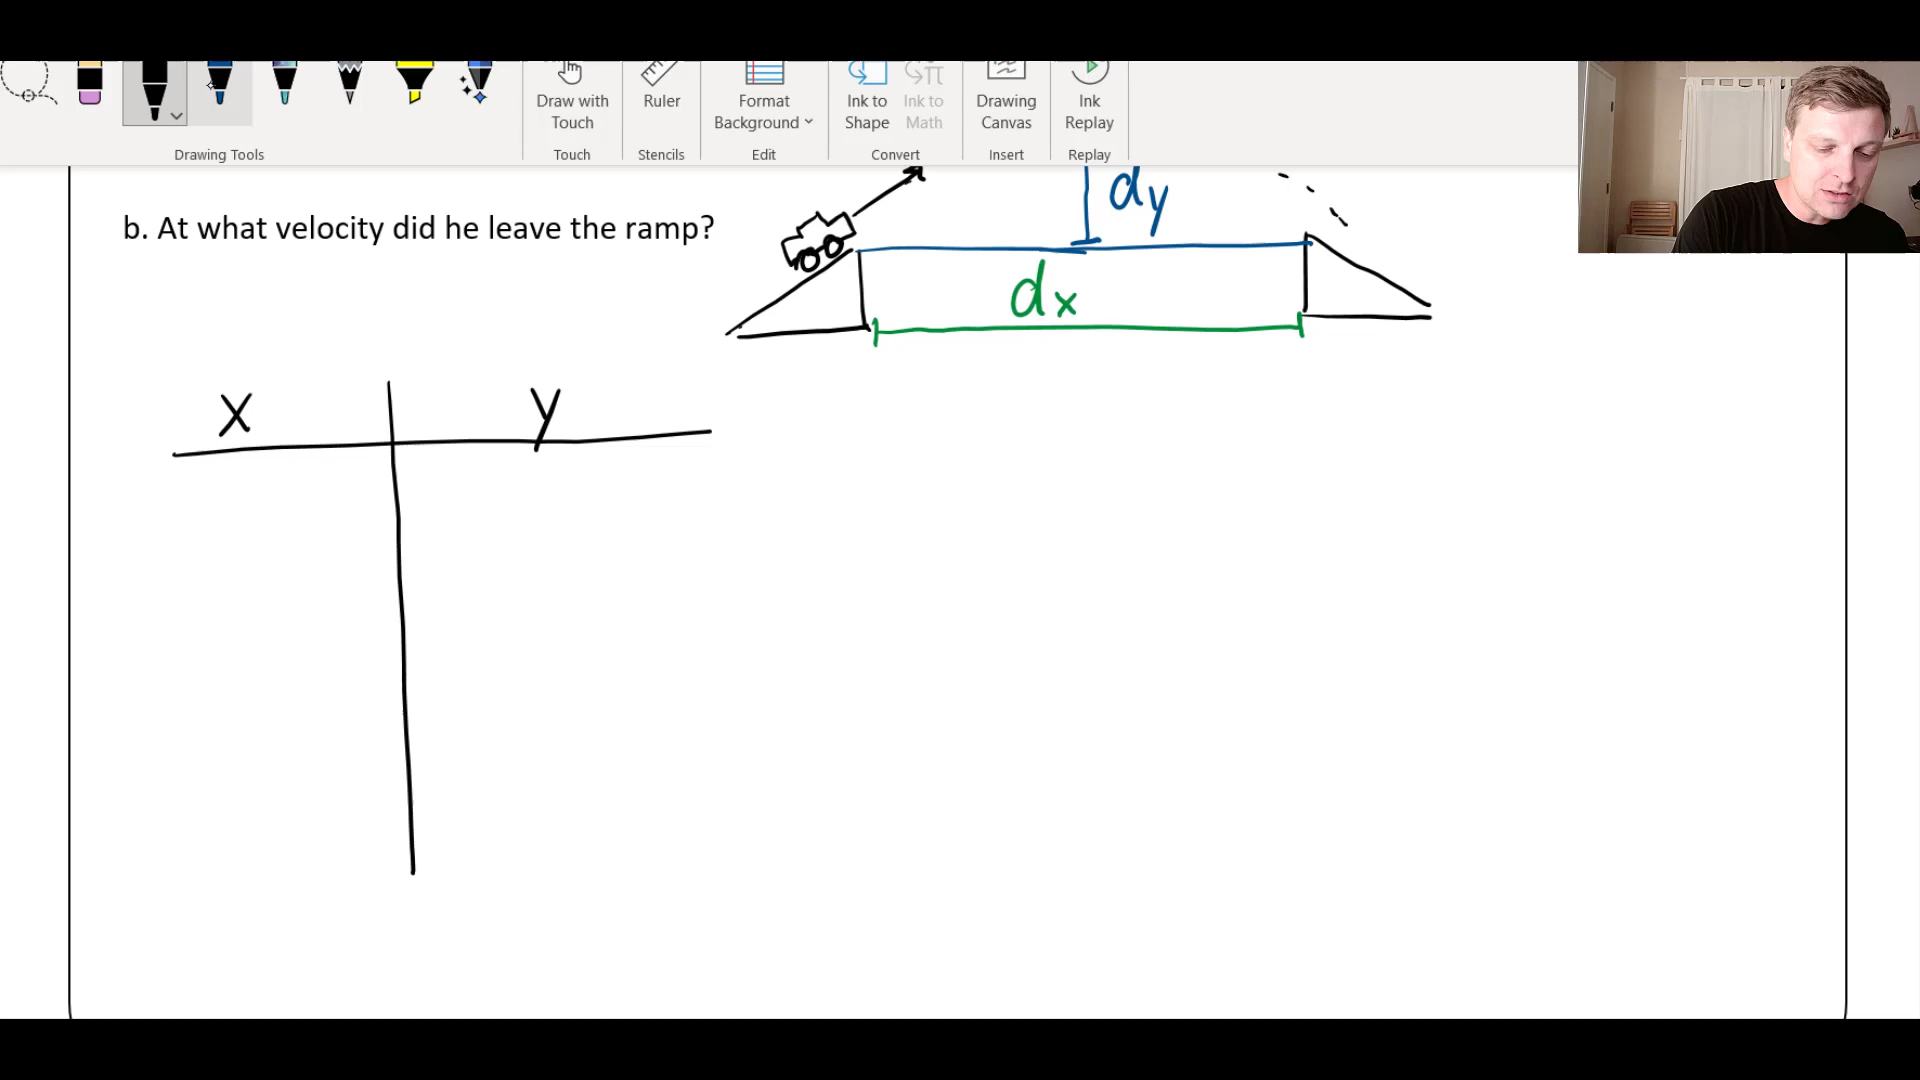 Draw with Touch
Ruler
Format Background
Ink to Shape
Ink to Math
Drawing Canvas
Ink Replay
Drawing Tools
Touch
Stencils
Edit
Convert
Insert
Replay
dy
b. At what velocity did he leave the ramp?
dx
x y